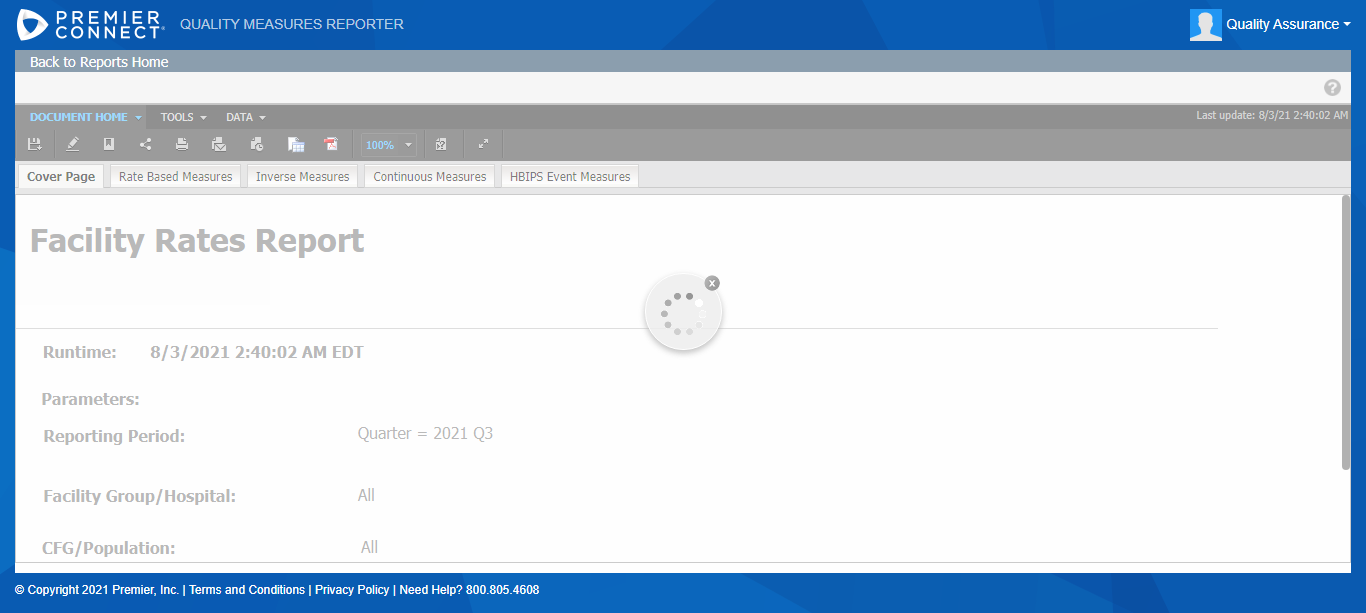 PREMIER CONNECT QUALITY MEASURES REPORTER
Quality Assurance
Back to Reports Home
?
DOCUMENT HOME TOOLS DATA Last update: 8/3/21 2:40:02 AM
100%
Cover Page Rate Based Measures Inverse Measures Continuous Measures HBIPS Event Measures
Facility Rates Report
x
Runtime: 8/3/2021 2:40:02 AM EDT
Parameters:
Reporting Period: Quarter = 2021 Q3
Facility Group/Hospital: All
CFG/Population: All
© Copyright 2021 Premier, Inc. | Terms and Conditions | Privacy Policy | Need Help? 800.805.4608